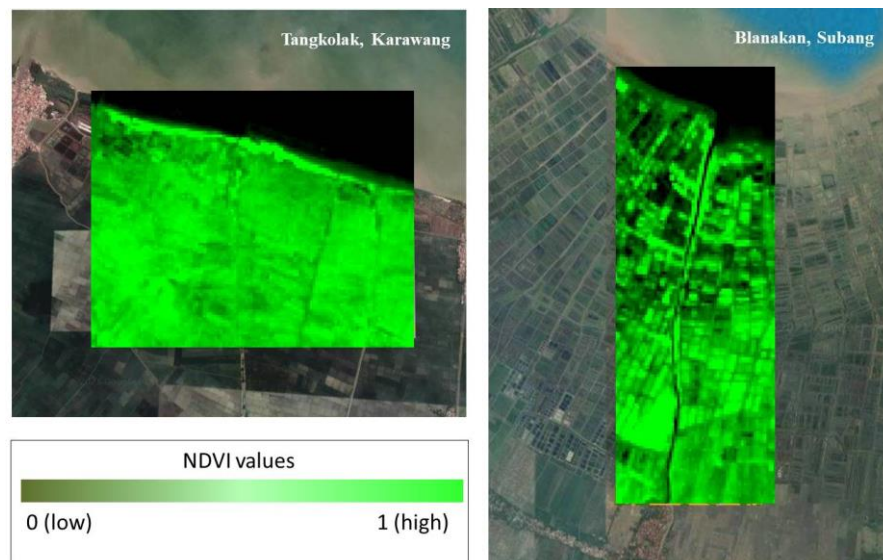 Tangkolak, Karawang
Blanakan, Subang
NDVI values
0 (low)
1 (high)